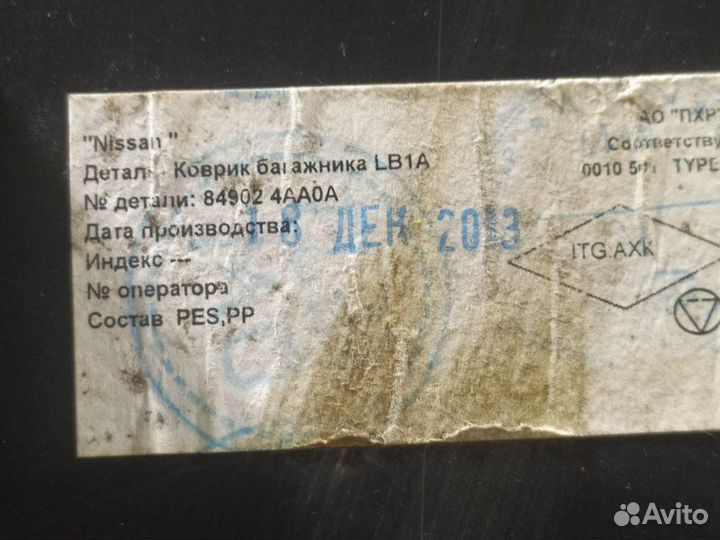 "Nissan "
Деталь Коврик багажника LB1A
№ детали: 84902 4AA0A
Дата производства:
18 ДЕК 2013
Индекс ---
№ оператора
Состав PES,PP
АО "ПХР
Соответству
0010 TYPE
ITG.AXK
Avito